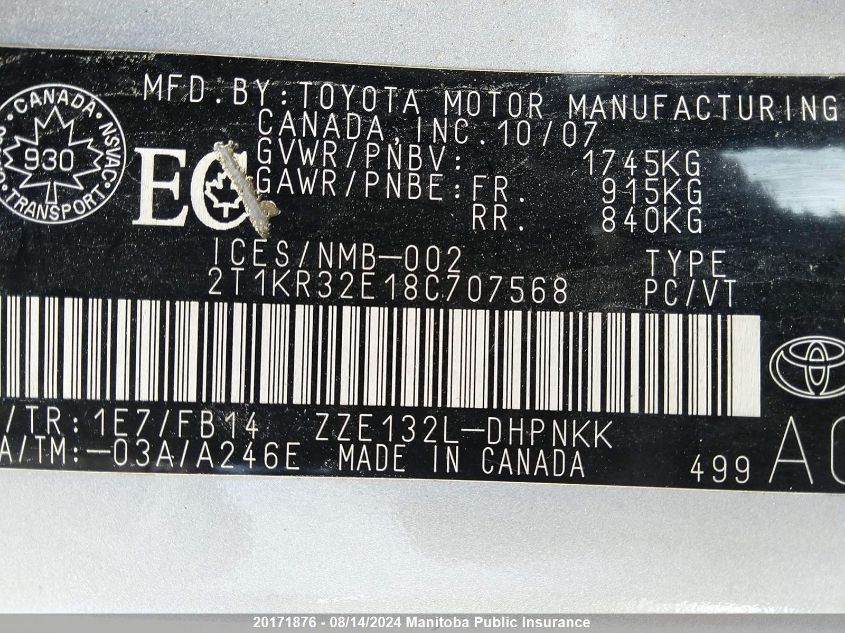 MFD.BY:TOYOTA MOTOR MANUFACTURING
CANADA,INC.10/07
GVWR/PNBV: 1745KG
GAWR/PNBE:FR. 915KG
RR. 840KG
CANADA
NSVAC
930
TRANSPORT
EC
ICES/NMB-002
2T1KR32E18C707568
TYPE
PC/VT
/TR:1E7/FB14 ZZE132L-DHPNKK
A/TM:-03A/A246E MADE IN CANADA 499
20171876 - 08/14/2024 Manitoba Public Insurance